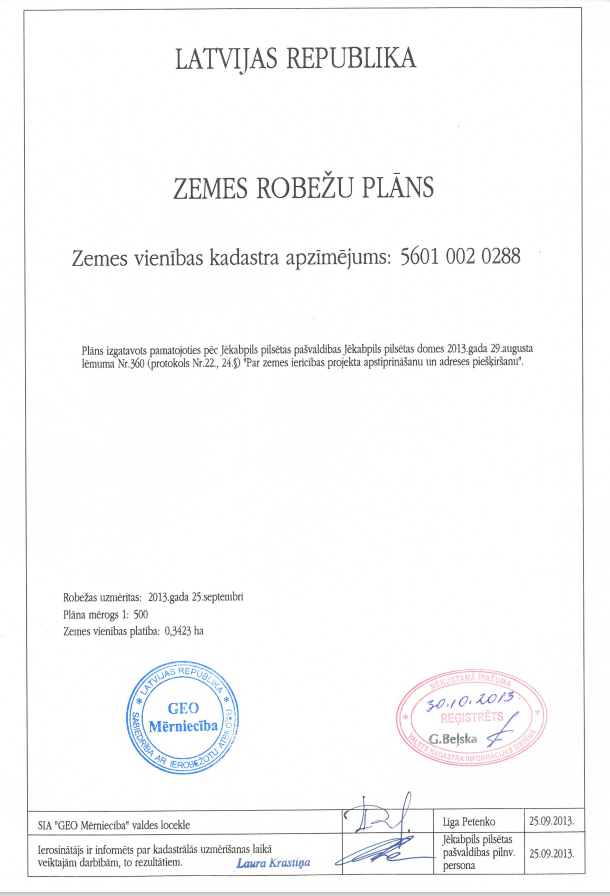 LATVIJAS REPUBLIKA
ZEMES ROBEŽU PLĀNS
Zemes vienības kadastra apzīmējums: 5601 002 0288
Plāns izgatavots pamatojoties pēc Jēkabpils pilsētas pašvaldības Jēkabpils pilsētas domes 2013.gada 29.augusta
lēmuma Nr.360 (protokols Nr.22., 24.§) "Par zemes ierīcības projekta apstiprināšanu un adreses piešķiršanu".
Robežas uzmērītas: 2013.gada 25.septembrī
Plāna mērogs 1: 500
Zemes vienības platība: 0,3423 ha
LATVIJAS REPUBLIKA
GEO
Mērniecība
SABIEDRĪBA AR IEROBEŽOTU ATBILDĪBU
NEKUSTAMĀ ĪPAŠUMA
30.10.2013
REĢISTRĒTS
G.Beļska
VALSTS KADASTRA INFORMĀCIJAS SISTĒMĀ
SIA "GEO Mērniecība" valdes locekle
Līga Petenko
25.09.2013.
Ierosinātājs ir informēts par kadastrālās uzmērīšanas laikā
veiktajām darbībām, to rezultātiem.
Laura Krastiņa
Jēkabpils pilsētas
pašvaldības pilnv.
persona
25.09.2013.